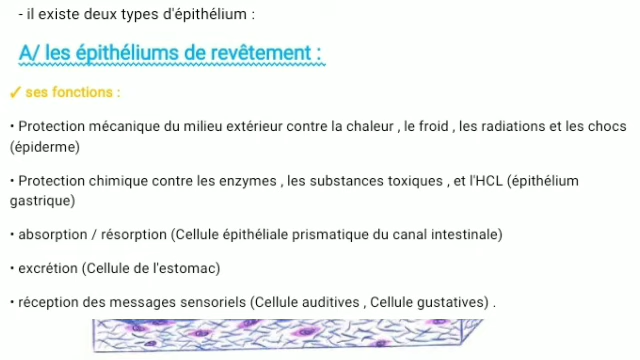 - il existe deux types d'épithélium :
A/ les épithéliums de revêtement :
✓ ses fonctions :
• Protection mécanique du milieu extérieur contre la chaleur , le froid , les radiations et les chocs
(épiderme)
• Protection chimique contre les enzymes , les substances toxiques , et l'HCL (épithélium
gastrique)
• absorption / résorption (Cellule épithéliale prismatique du canal intestinale)
• excrétion (Cellule de l'estomac)
• réception des messages sensoriels (Cellule auditives , Cellule gustatives) .